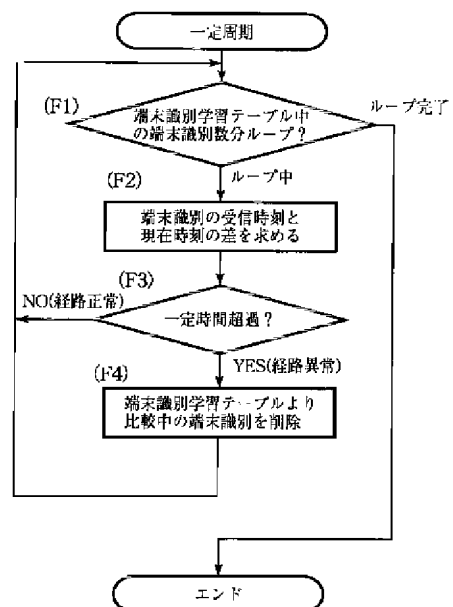 一定周期
(F1)
端末識別学習テーブル中
の端末識別数分ループ?
ループ完了
(F2)
ループ中
端末識別の受信時刻と
現在時刻の差を求める
(F3)
NO(経路正常)
一定時間超過?
YES(経路異常)
(F4)
端末識別学習テーブルより
比較中の端末識別を削除
エンド